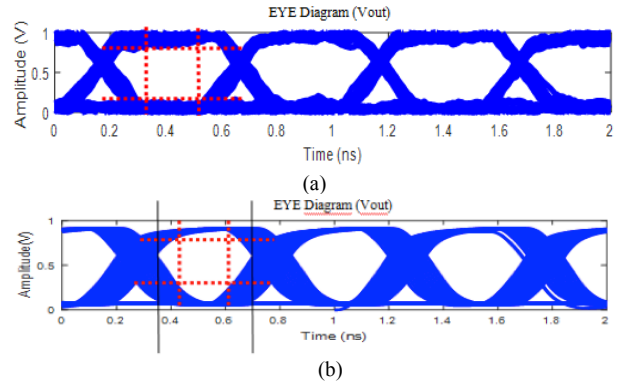 EYE Diagram (Vout)
Amplitude (V)
1
0.5
0
0 0.2 0.4 0.6 0.8 1 1.2 1.4 1.6 1.8 2
Time (ns)
(a)
EYE Diagram (Vout)
Amplitude(V)
1
0.5
0
0 0.2 0.4 0.6 0.8 1.0 1.2 1.4 1.6 1.8 2
Time (ns)
(b)